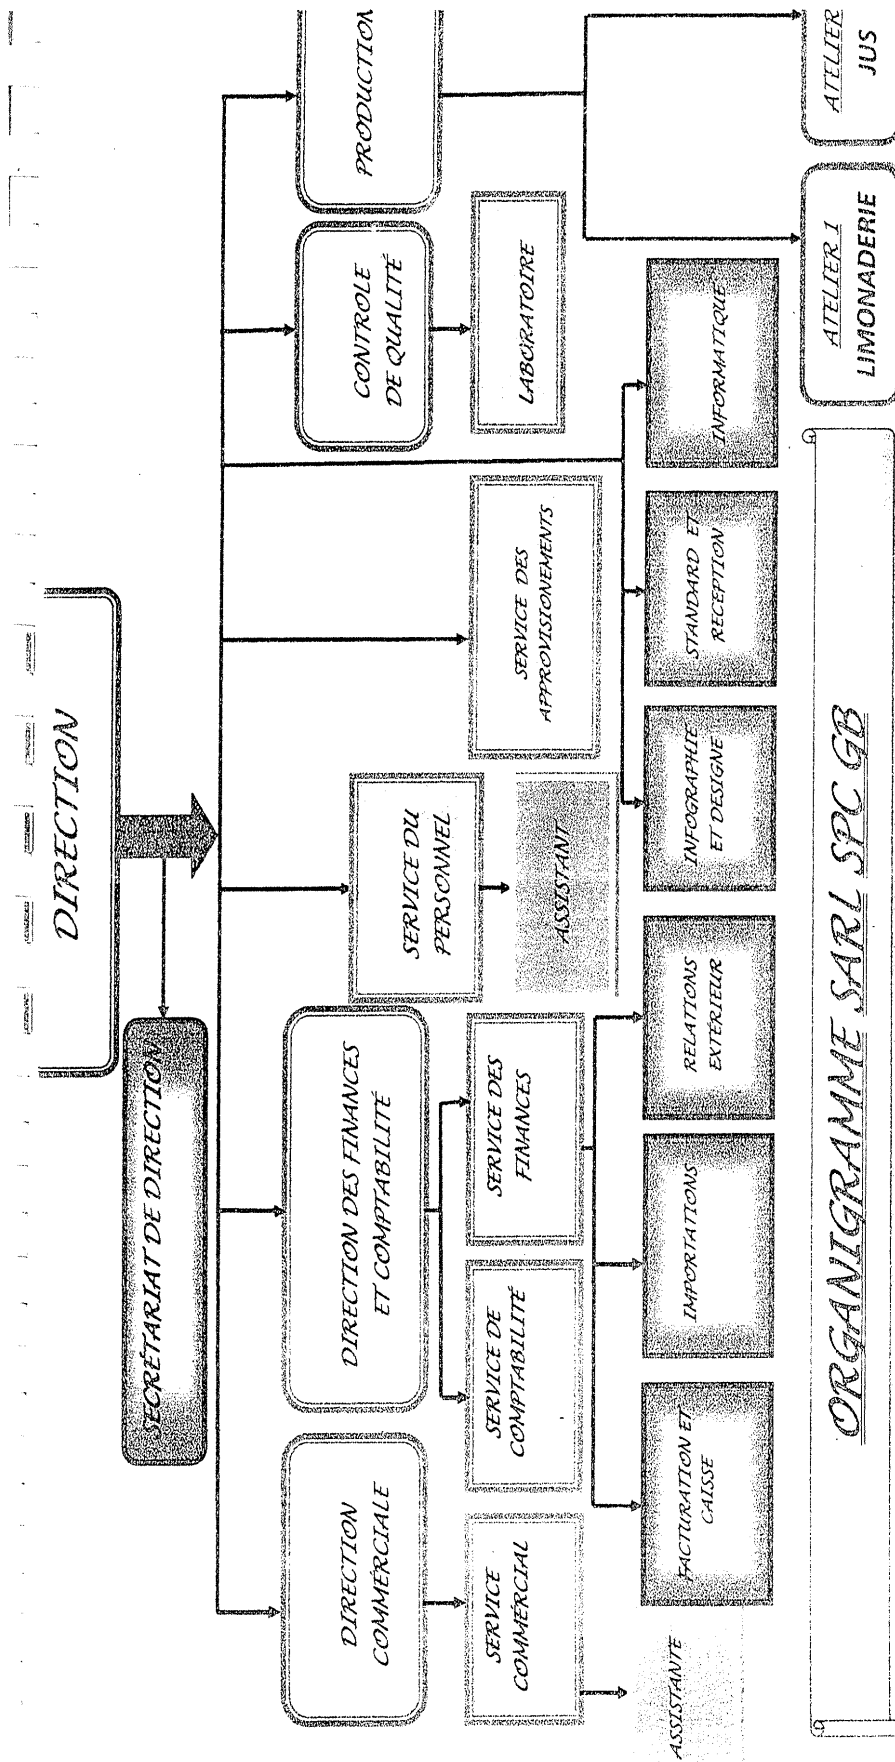 DIRECTION
SECRÉTARIAT DE DIRECTION
DIRECTION
COMMERCIALE
DIRECTION DES FINANCES
ET COMPTABILITÉ
SERVICE DU
PERSONNEL
CONTROLE
DE QUALITÉ
PRODUCTION
SERVICE
COMMERCIAL
SERVICE DE
COMPTABILITÉ
SERVICE DES
FINANCES
ASSISTANT
SERVICE DES
APPROVISIONEMENTS
LABORATOIRE
ASSISTANTE
FACTURATION ET
CAISSE
IMPORTATIONS
RELATIONS
EXTÉRIEUR
INFOGRAPHIE
ET DESIGNE
STANDARD ET
RECEPTION
INFORMATIQUE
ATELIER 1
LIMONADERIE
ATELIER
JUS
ORGANIGRAMME SARL SPC GB